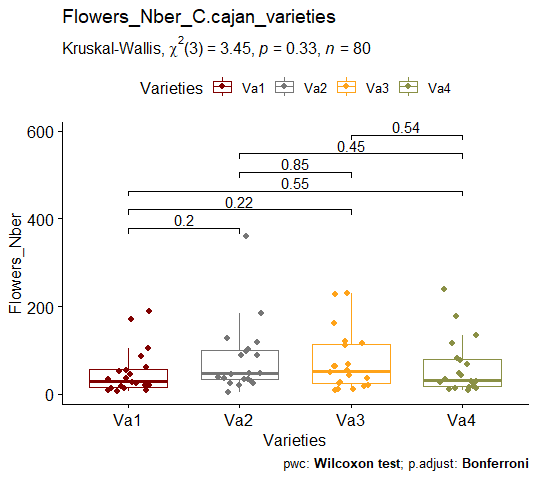 Flowers_Nber_C.cajan_varieties
Kruskal-Wallis, χ²(3) = 3.45, p = 0.33, n = 80
Varieties Va1 Va2 Va3 Va4
600
400
200
0
Flowers_Nber
0.54
0.45
0.85
0.55
0.22
0.2
Va1 Va2 Va3 Va4
Varieties
pwc: Wilcoxon test; p.adjust: Bonferroni